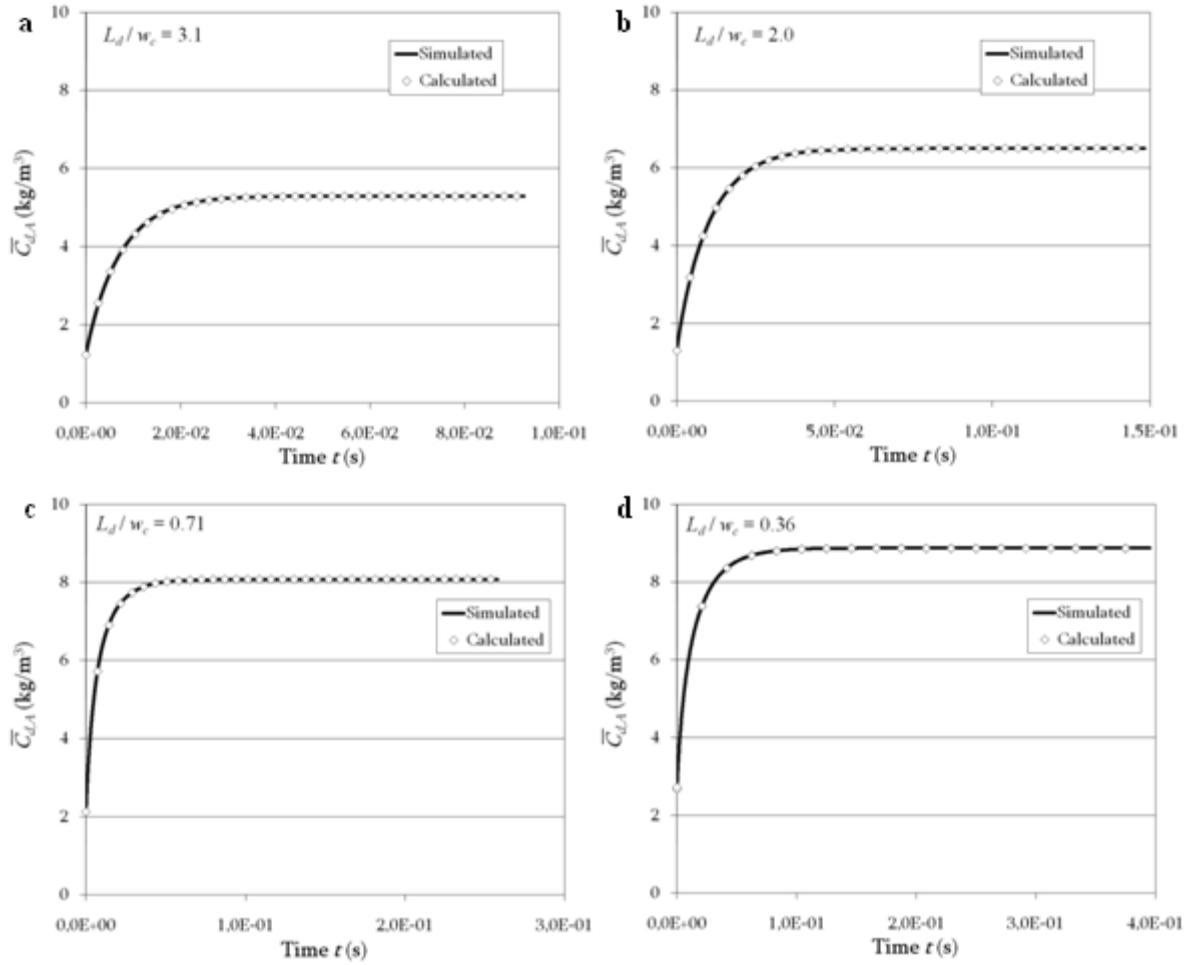 a
L_d / w_c = 3.1
Simulated
Calculated
C̅_dLA (kg/m³)
10
8
6
4
2
0
0.0E+00 2.0E-02 4.0E-02 6.0E-02 8.0E-02 1.0E-01
Time t (s)
b
L_d / w_c = 2.0
Simulated
Calculated
C̅_dLA (kg/m³)
10
8
6
4
2
0
0.0E+00 5.0E-02 1.0E-01 1.5E-01
Time t (s)
c
L_d / w_c = 0.71
Simulated
Calculated
C̅_dLA (kg/m³)
10
8
6
4
2
0
0.0E+00 1.0E-01 2.0E-01 3.0E-01
Time t (s)
d
L_d / w_c = 0.36
Simulated
Calculated
C̅_dLA (kg/m³)
10
8
6
4
2
0
0.0E+00 1.0E-01 2.0E-01 3.0E-01 4.0E-01
Time t (s)